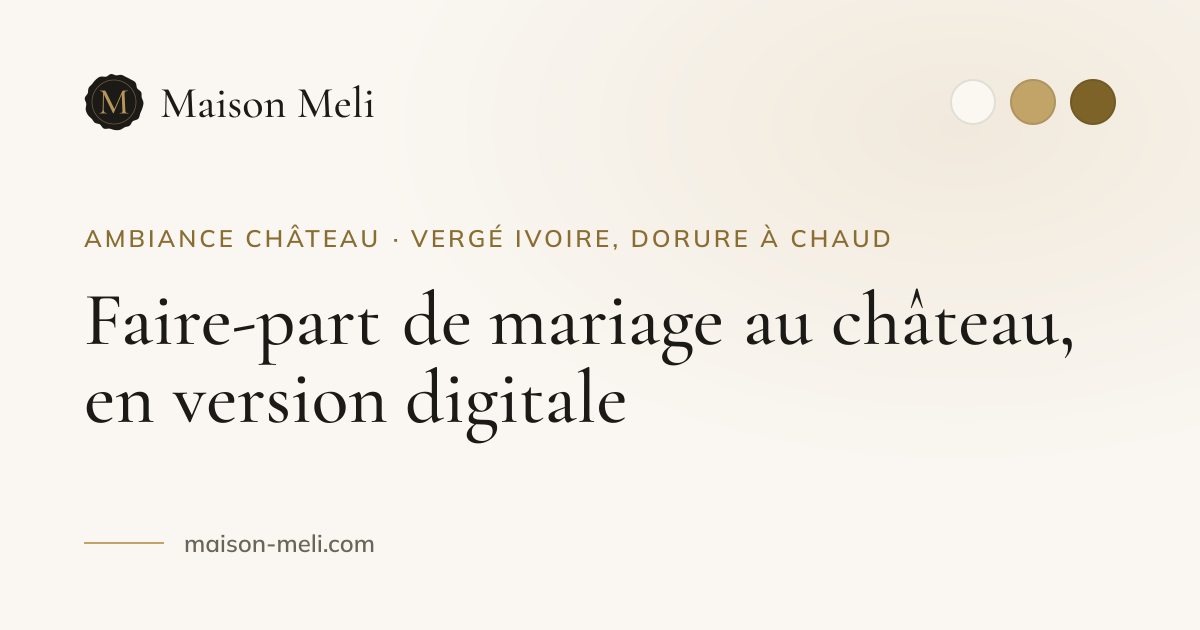 M Maison Meli
AMBIANCE CHÂTEAU · VERGÉ IVOIRE, DORURE À CHAUD
Faire-part de mariage au château,
en version digitale
maison-meli.com